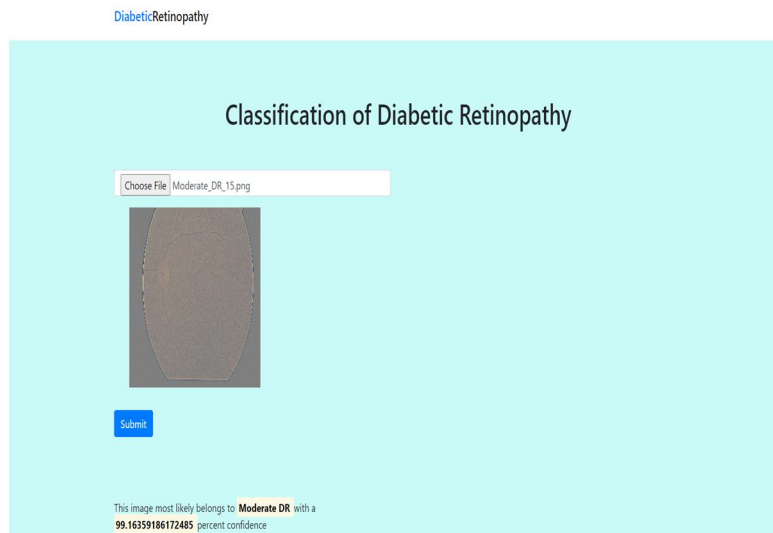 DiabeticRetinopathy
Classification of Diabetic Retinopathy
Choose File Moderate_DR_15.png
Submit
This image most likely belongs to Moderate DR with a
99.16359186172485 percent confidence